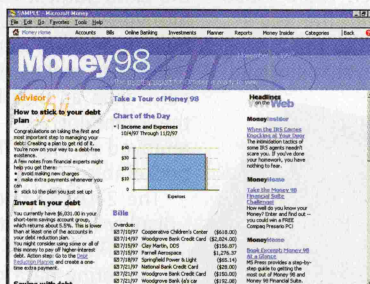 SAMPLE - Microsoft Money
File Edit Go Favorites Tools Help
Money Home Accounts Bills Online Banking Investments Planner Reports Money Insider Categories Back
Money98
Advisor
How to stick to your debt
plan
Congratulations on taking the first and
most important step to managing your
debt: Creating a plan to get rid of it.
You're now on your way to a debt-free
existence.
A few notes from financial experts might
help you get there:
• avoid making new charges
• make extra payments whenever you
can
• stick to the plan you just set up!
Invest in your debt
You currently have $6,031.00 in your
short-term savings account group,
which returns about 5.5%. This is lower
than at least one of the accounts in
your debt reduction plan.
You might consider using some or all of
this money to pay off higher-interest
debt. Action step: Go to the Debt
Reduction Planner and create a one-
time extra payment.
Saving with debt
Take a Tour of Money 98
Chart of the Day
Income and Expenses
10/4/97 Through 11/2/97
$40
$30
$20
$10
$0
Expenses
Bills
Overdue:
7/10/97 Cooperative Children's Center ($618.00)
Woodgrove Bank Credit Card ($2,024.00)
Clay Martin, DDS ($156.67)
Farrell Aerospace $1,276.37
Springfield Power & Light ($65.14)
National Bank Credit Card ($28.00)
Woodgrove Bank Credit Card ($150.00)
Woodgrove Bank ($192.08)
Headlines
on the Web
MoneyInsider
When the IRS Comes
Knocking at Your Door
The intimidation tactics of
some IRS agents needn't
scare you. If you've done
your homework, you have
nothing to fear.
MoneyHome
Take the Money 98
Financial Suite
Challenge!
How well do you know your
Money? Enter and find out --
you could win a FREE
Compaq Presario PC!
MoneyHome
Book Excerpt: Money 98
At a Glance
MS Press provides a step-by-
step guide to getting the
most out of Money 98 and
Money 98 Financial Suite.